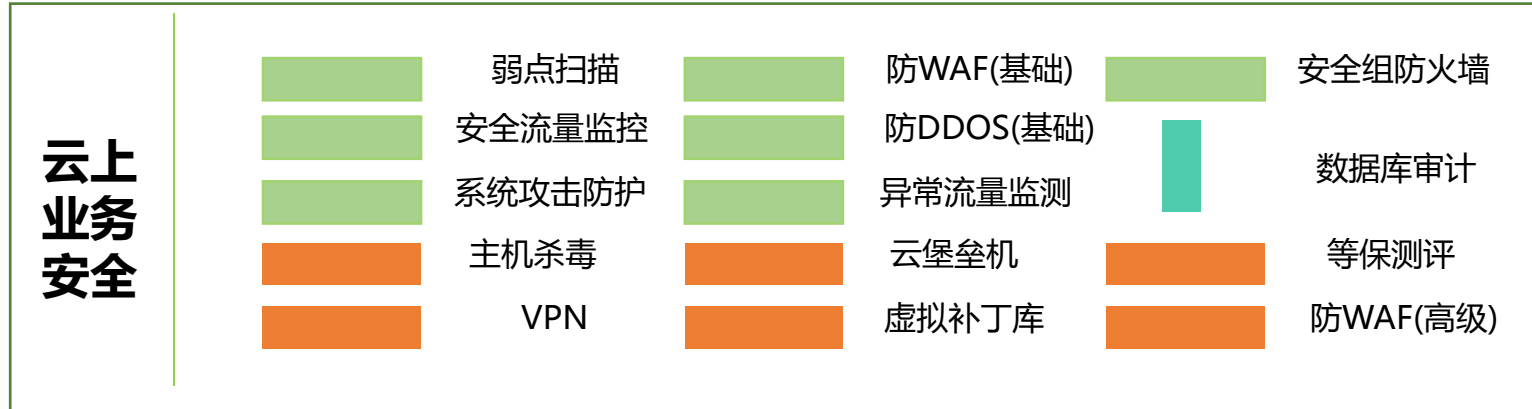 云上
业务
安全
弱点扫描
防WAF(基础)
安全组防火墙
安全流量监控
防DDOS(基础)
数据库审计
系统攻击防护
异常流量监测
主机杀毒
云堡垒机
等保测评
VPN
虚拟补丁库
防WAF(高级)